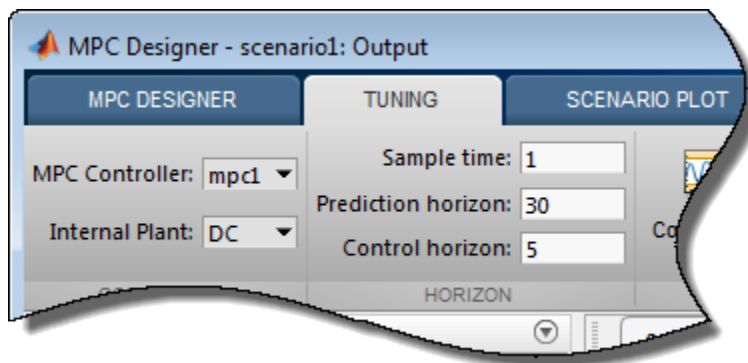 MPC Designer - scenario1: Output
MPC DESIGNER TUNING SCENARIO PLOT
MPC Controller: mpc1
Internal Plant: DC
Sample time: 1
Prediction horizon: 30
Control horizon: 5
HORIZON